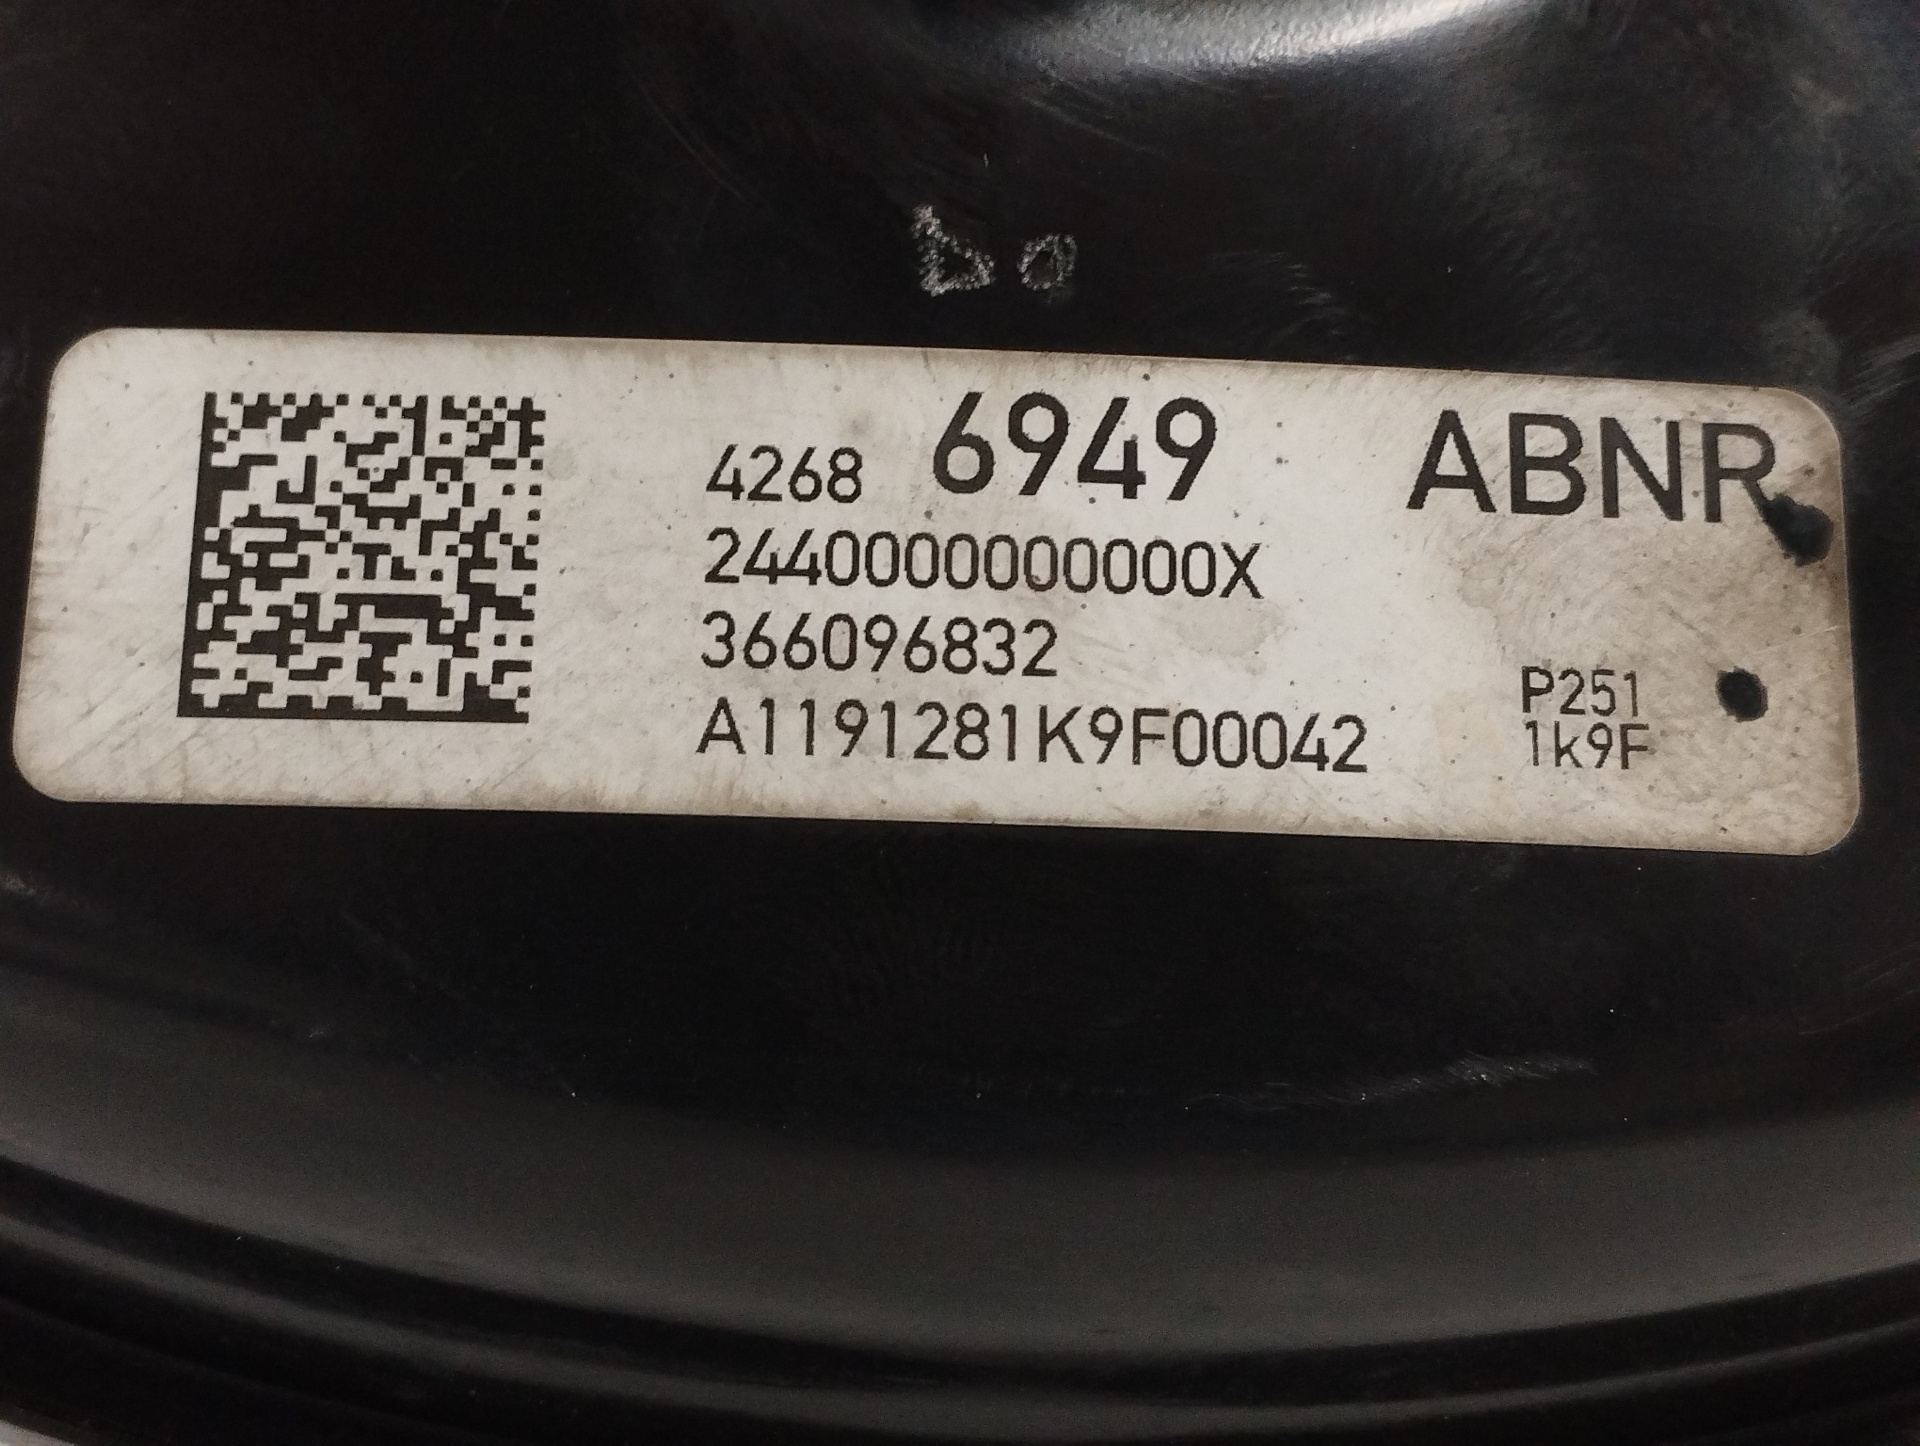 4268 6949 ABNR
2440000000000X
366096832
A1191281K9F00042
P251
1k9F